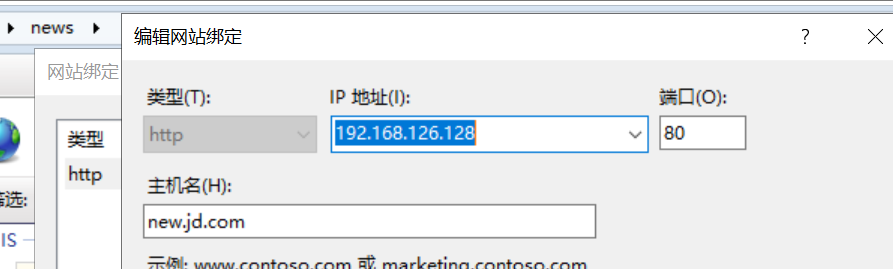 news
编辑网站绑定
网站绑定
类型(T):
IP 地址(I):
端口(O):
http
192.168.126.128
80
类型
http
主机名(H):
new.jd.com
筛选:
IS
示例: www.contoso.com 或 marketing.contoso.com